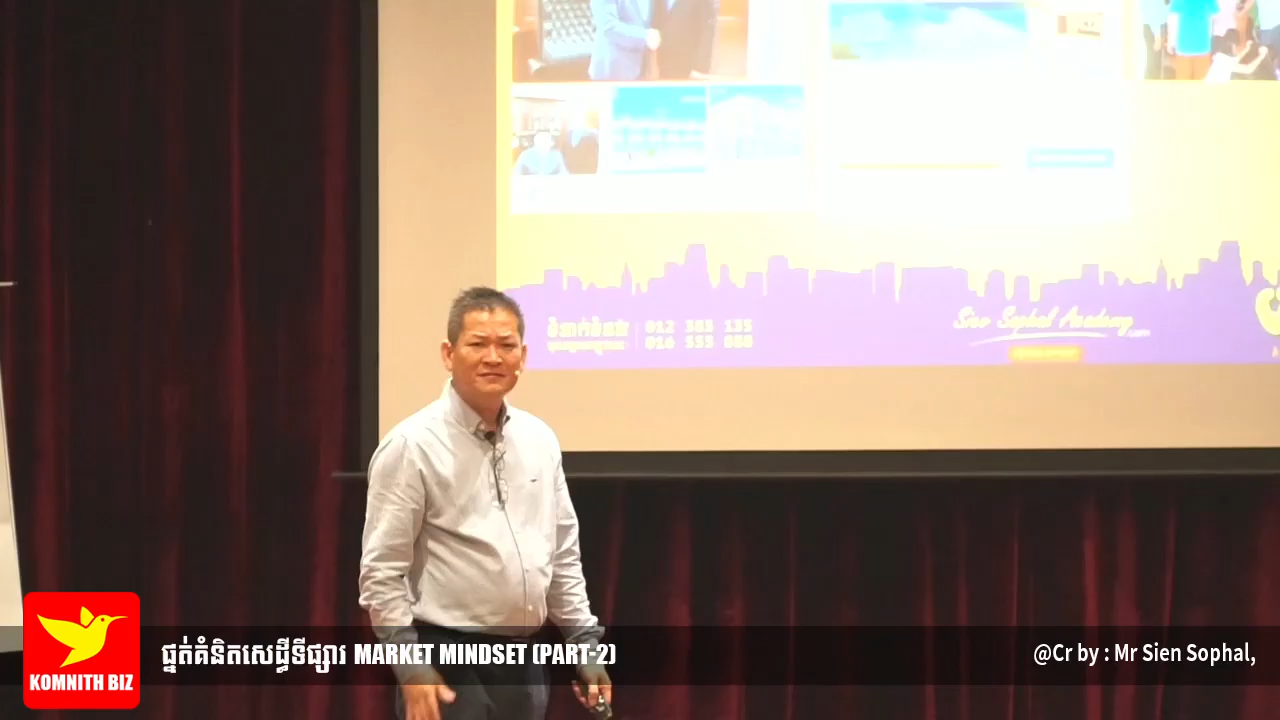 012 383 135
Sien Sophal Academy
016 555 888
ផ្នត់គំនិតសេដ្ឋីទីផ្សារ MARKET MINDSET (PART-2)
@Cr by : Mr Sien Sophal,
KOMNITH BIZ